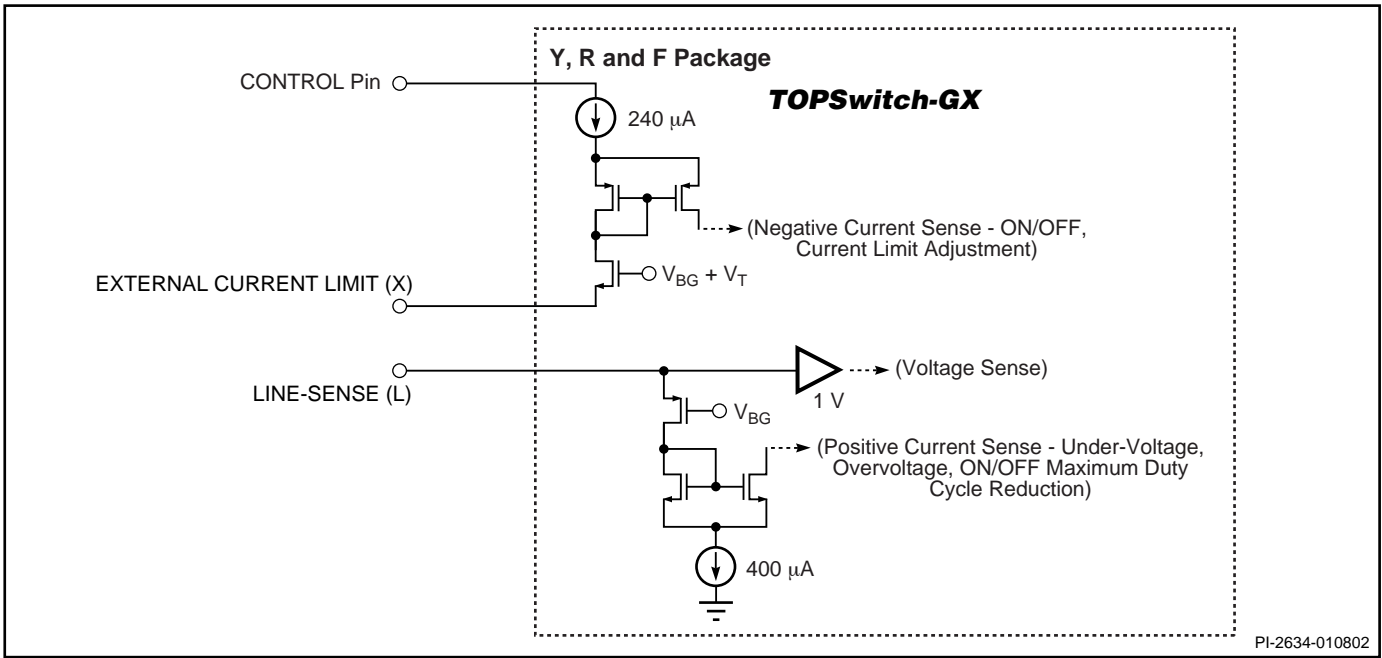 Y, R and F Package
TOPSwitch-GX
CONTROL Pin
240 µA
(Negative Current Sense - ON/OFF,
Current Limit Adjustment)
VBG + VT
EXTERNAL CURRENT LIMIT (X)
(Voltage Sense)
1 V
LINE-SENSE (L)
VBG
(Positive Current Sense - Under-Voltage,
Overvoltage, ON/OFF Maximum Duty
Cycle Reduction)
400 µA
PI-2634-010802